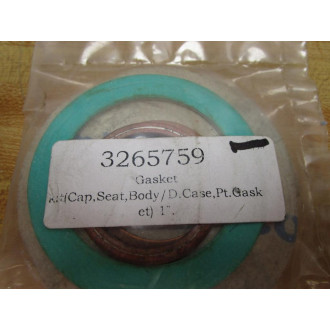 3265759
Gasket
Kit(Cap,Seat,Body/D.Case,Pt.Gask
et) 1".